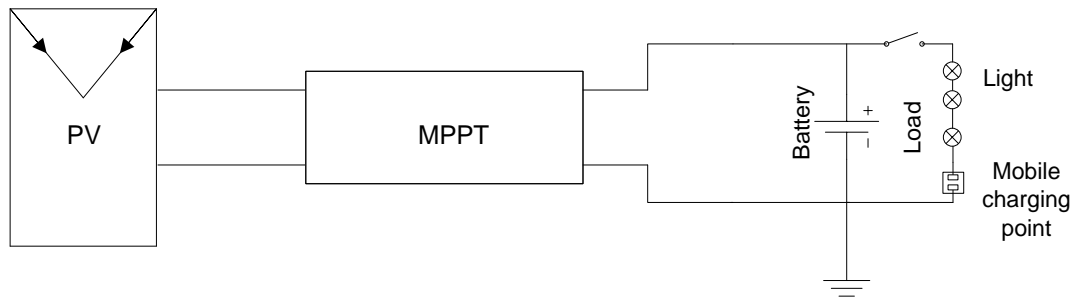 PV
MPPT
Battery
+
−
Load
Light
Mobile
charging
point